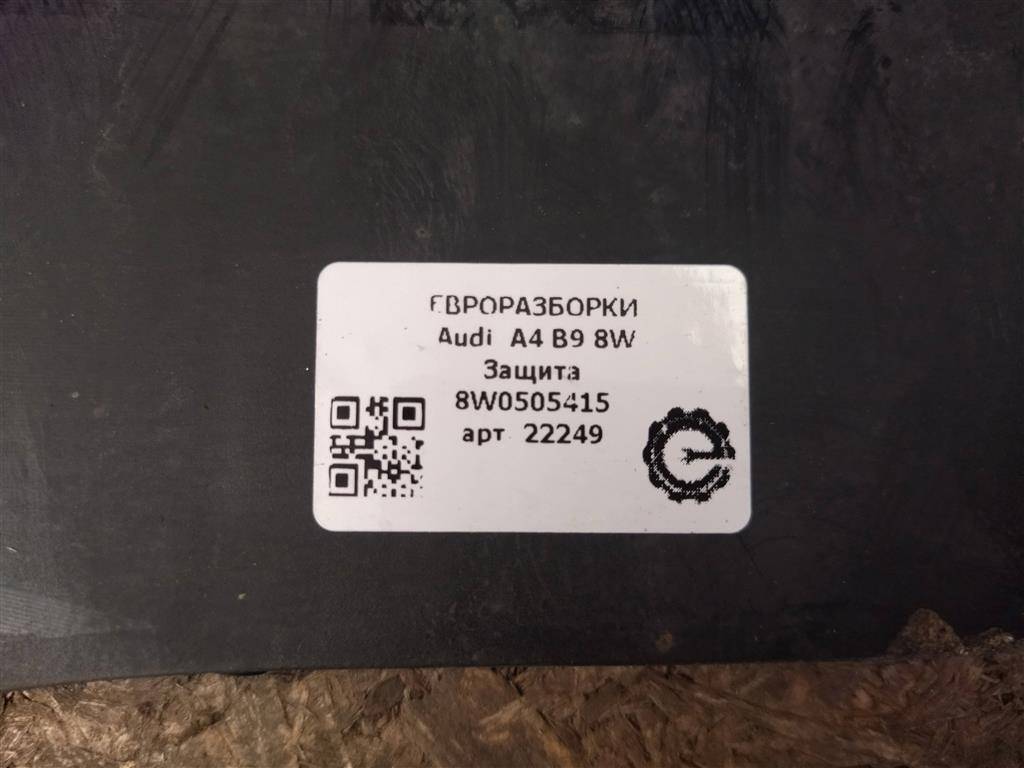 ЕВРОРАЗБОРКИ
Audi A4 B9 8W
Защита
8W0505415
арт. 22249